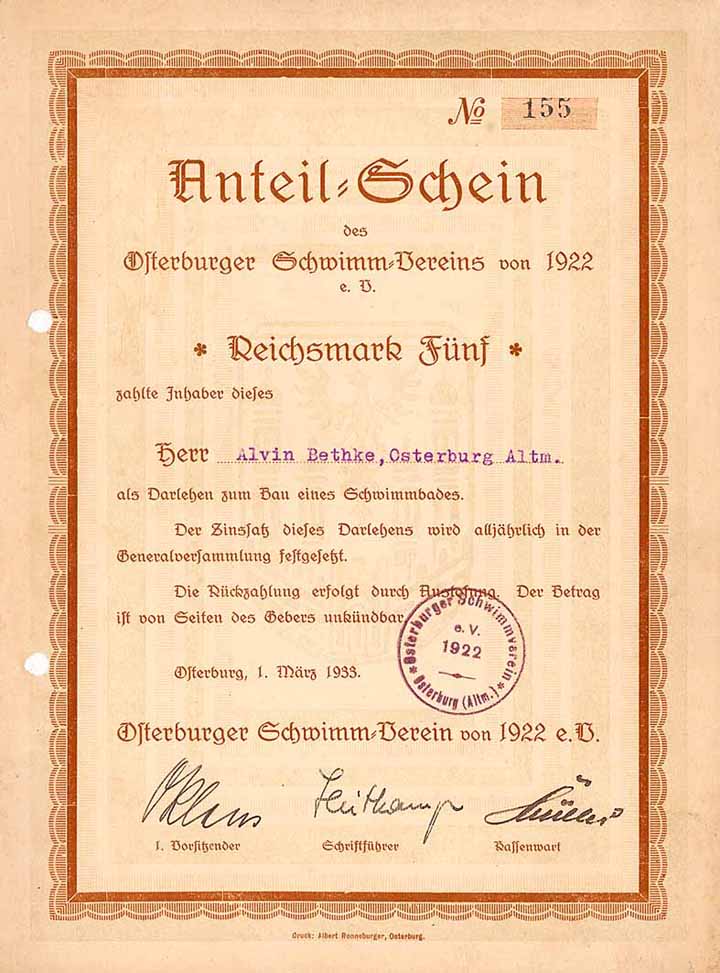 № 155
Anteil-Schein
des
Osterburger Schwimm-Vereins von 1922
e. V.
* Reichsmark Fünf *
zahlte Inhaber dieses
Herr Alvin Bethke, Osterburg Altm.
als Darlehen zum Bau eines Schwimmbades.
Der Zinssatz dieses Darlehens wird alljährlich in der
Generalversammlung festgesetzt.
Die Rückzahlung erfolgt durch Auslosung. Der Betrag
ist von Seiten des Gebers unkündbar
Osterburger Schwimmverein
e. V.
1922
* Osterburg (Altm.) *
Osterburg, 1. März 1933.
Osterburger Schwimm-Verein von 1922 e. V.
Heitkamp Müller
1. Vorsitzender Schriftführer Kassenwart
Druck: Albert Ronneburger, Osterburg.